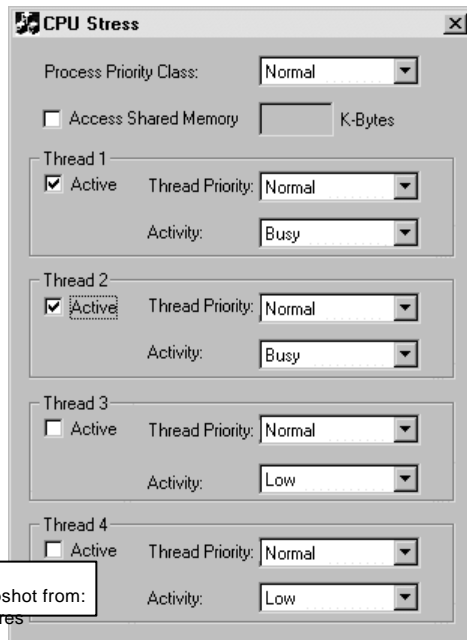 CPU Stress
Process Priority Class: Normal
Access Shared Memory K-Bytes
Thread 1
Active Thread Priority: Normal
Activity: Busy
Thread 2
Active Thread Priority: Normal
Activity: Busy
Thread 3
Active Thread Priority: Normal
Activity: Low
Thread 4
Active Thread Priority: Normal
shot from:
Activity: Low